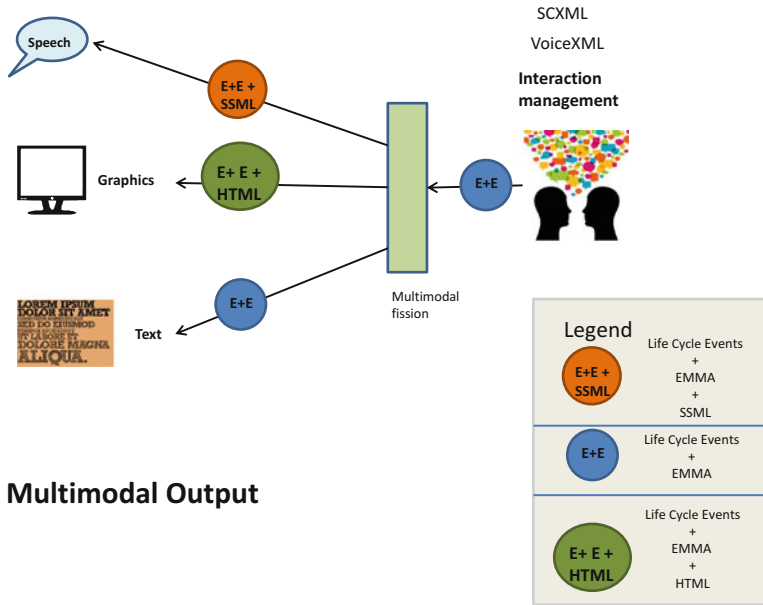 SCXML
VoiceXML
Speech
E+E +
SSML
Interaction
management
E+ E +
HTML
Graphics
E+E
E+E
Multimodal
fission
LOREM IPSUM
DOLOR SIT AMET
SED DO EIUSMOD
UT LABORE ET
DOLORE MAGNA
ALIQUA.
Text
Legend
E+E +
SSML
Life Cycle Events
+
EMMA
+
SSML
E+E
Life Cycle Events
+
EMMA
E+ E +
HTML
Life Cycle Events
+
EMMA
+
HTML
Multimodal Output